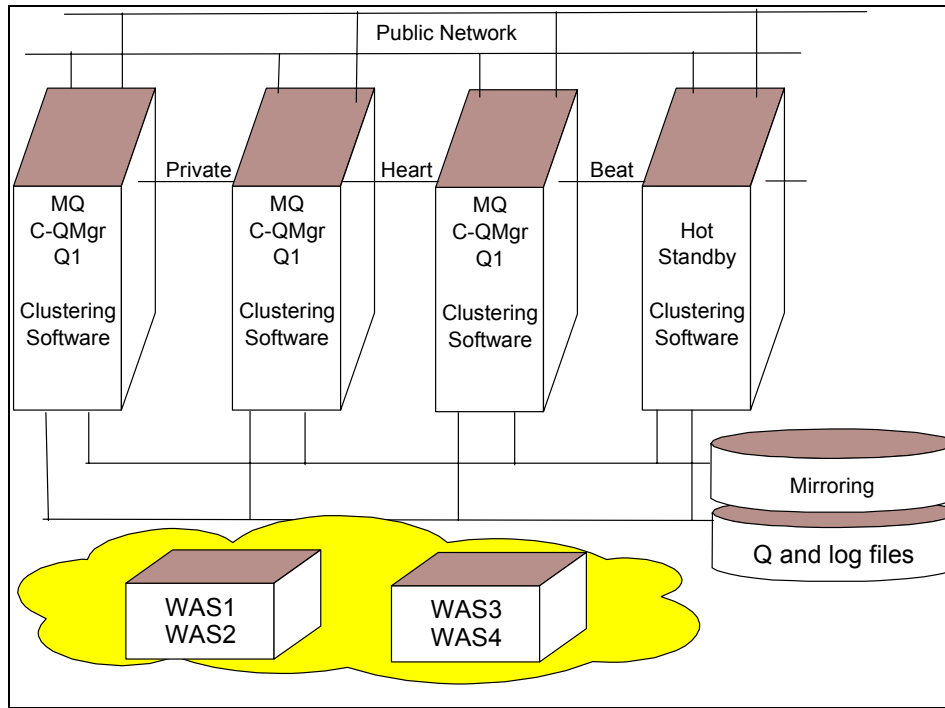 Public Network
Private
Heart
Beat
MQ
C-QMgr
Q1
Clustering
Software
MQ
C-QMgr
Q1
Clustering
Software
MQ
C-QMgr
Q1
Clustering
Software
Hot
Standby
Clustering
Software
Mirroring
Q and log files
WAS1
WAS2
WAS3
WAS4